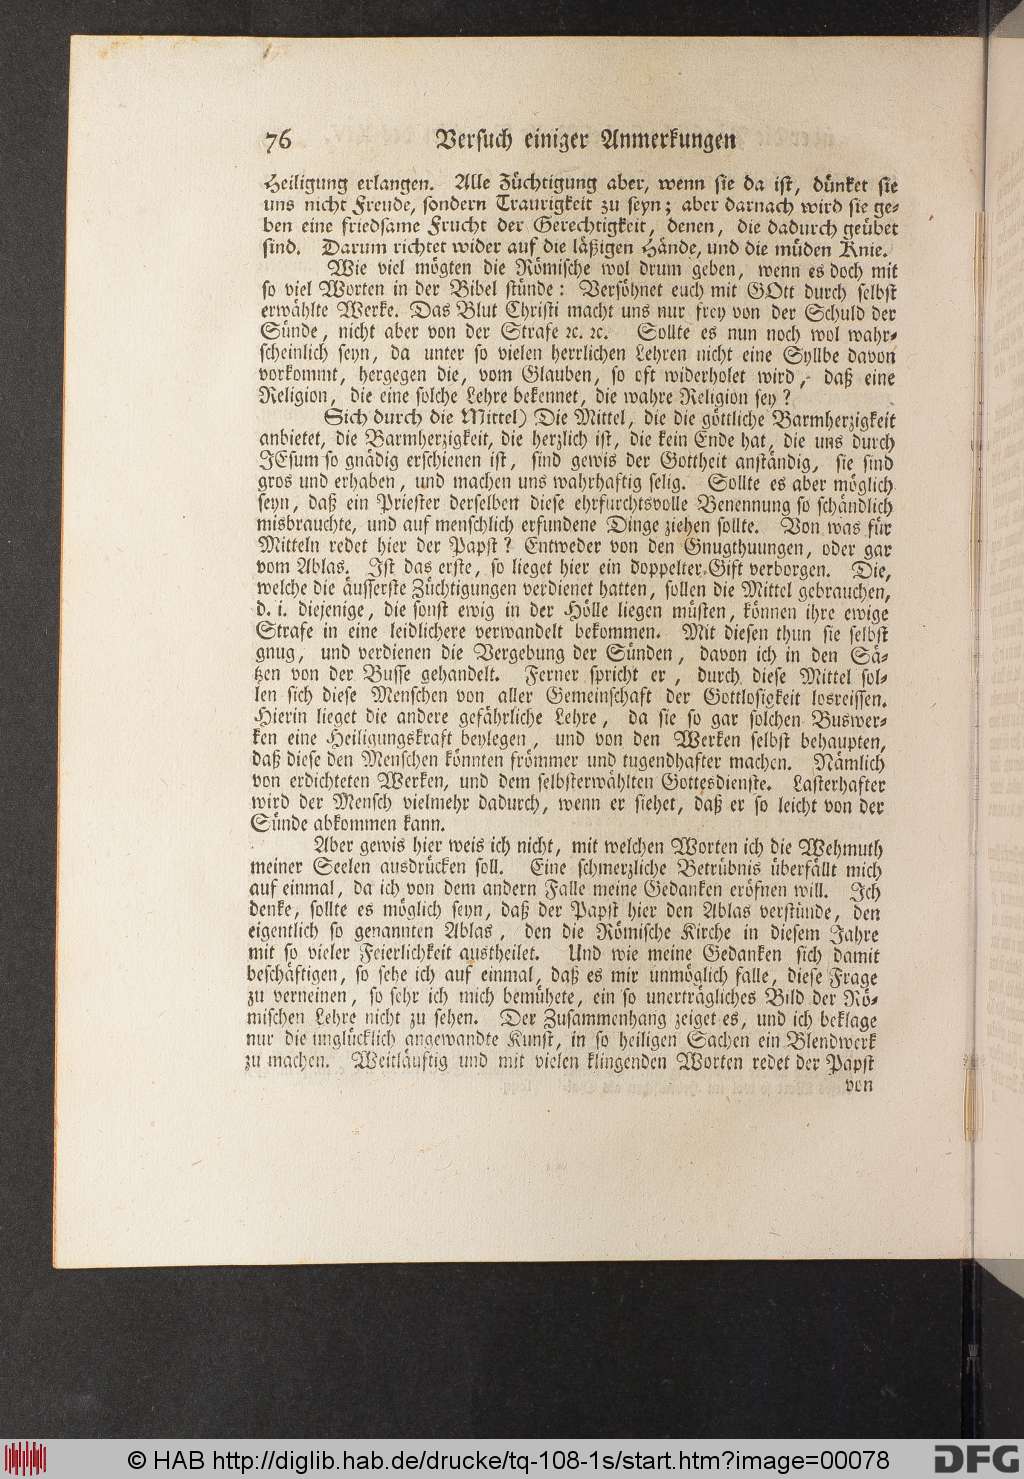 76 Versuch einiger Anmerkungen
Heiligung erlangen. Alle Züchtigung aber, wenn sie da ist, dünket sie
uns nicht Freude, sondern Traurigkeit zu seyn; aber darnach wird sie ge-
ben eine friedsame Frucht der Gerechtigkeit, denen, die dadurch geübet
sind. Darum richtet wider auf die läßigen Hände, und die müden Knie.
Wie viel mögten die Römische wol drum geben, wenn es doch mit
so viel Worten in der Bibel stünde: Versöhnet euch mit GOtt durch selbst
erwählte Werke. Das Blut Christi macht uns nur frey von der Schuld der
Sünde, nicht aber von der Strafe ꝛc. ꝛc. Sollte es nun noch wol wahr-
scheinlich seyn, da unter so vielen herrlichen Lehren nicht eine Syllbe davon
vorkommt, hergegen die, vom Glauben, so oft widerholet wird, daß eine
Religion, die eine solche Lehre bekennet, die wahre Religion sey?
Sich durch die Mittel) Die Mittel, die die göttliche Barmherzigkeit
anbietet, die Barmherzigkeit, die herzlich ist, die kein Ende hat, die uns durch
JEsum so gnädig erschienen ist, sind gewis der Gottheit anständig, sie sind
gros und erhaben, und machen uns wahrhaftig selig. Sollte es aber möglich
seyn, daß ein Priester derselben diese ehrfurchtsvolle Benennung so schändlich
misbrauchte, und auf menschlich erfundene Dinge ziehen sollte. Von was für
Mitteln redet hier der Papst? Entweder von den Gnugthuungen, oder gar
vom Ablas. Ist das erste, so lieget hier ein doppelter Gift verborgen. Die,
welche die äusserste Züchtigungen verdienet hatten, sollen die Mittel gebrauchen,
d. i. diejenige, die sonst ewig in der Hölle liegen müsten, können ihre ewige
Strafe in eine leidlichere verwandelt bekommen. Mit diesen thun sie selbst
gnug, und verdienen die Vergebung der Sünden, davon ich in den Sä-
tzen von der Busse gehandelt. Ferner spricht er, durch diese Mittel sol-
len sich diese Menschen von aller Gemeinschaft der Gottlosigkeit losreissen.
Hierin lieget die andere gefährliche Lehre, da sie so gar solchen Buswer-
ken eine Heiligungskraft beylegen, und von den Werken selbst behaupten,
daß diese den Menschen könnten frömmer und tugendhafter machen. Nämlich
von erdichteten Werken, und dem selbsterwählten Gottesdienste. Lasterhafter
wird der Mensch vielmehr dadurch, wenn er siehet, daß er so leicht von der
Sünde abkommen kann.
Aber gewis hier weis ich nicht, mit welchen Worten ich die Wehmuth
meiner Seelen ausdrücken soll. Eine schmerzliche Betrübnis überfällt mich
auf einmal, da ich von dem andern Falle meine Gedanken eröfnen will. Ich
denke, sollte es möglich seyn, daß der Papst hier den Ablas verstünde, den
eigentlich so genannten Ablas, den die Römische Kirche in diesem Jahre
mit so vieler Feierlichkeit austheilet. Und wie meine Gedanken sich damit
beschäftigen, so sehe ich auf einmal, daß es mir unmöglich falle, diese Frage
zu verneinen, so sehr ich mich bemühete, ein so unerträgliches Bild der Rö-
mischen Lehre nicht zu sehen. Der Zusammenhang zeiget es, und ich beklage
nur die unglücklich angewandte Kunst, in so heiligen Sachen ein Blendwerk
zu machen. Weitläuftig und mit vielen klingenden Worten redet der Papst
von
© HAB http://diglib.hab.de/drucke/tq-108-1s/start.htm?image=00078
DFG